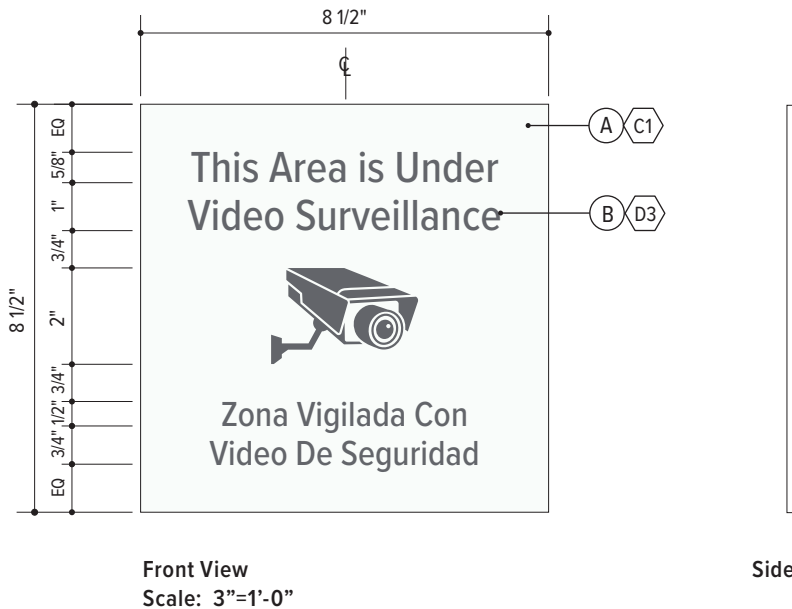 8 1/2"
℄
EQ
5/8"
1"
3/4"
2"
3/4"
1/2"
3/4"
EQ
8 1/2"
This Area is Under
Video Surveillance
Zona Vigilada Con
Video De Seguridad
A C1
B D3
Front View
Scale: 3”=1’-0”
Side